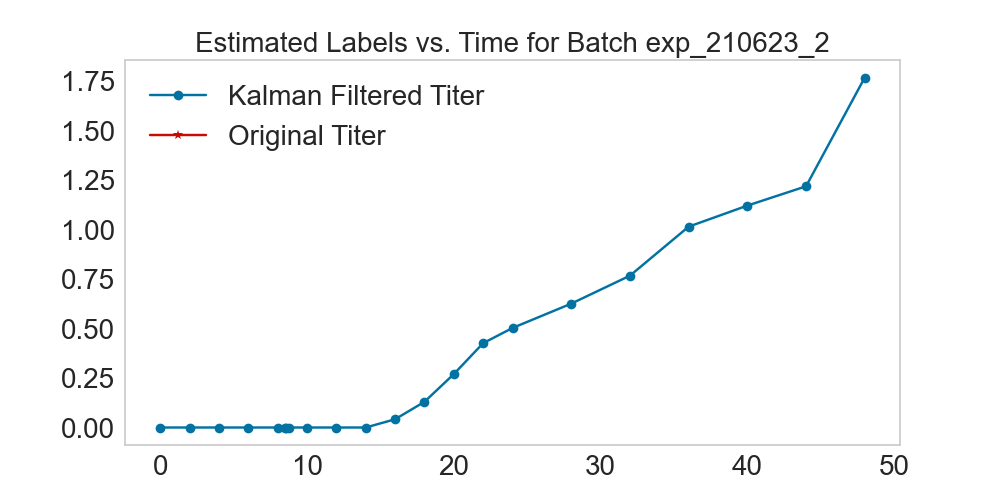 Estimated Labels vs. Time for Batch exp_210623_2
Kalman Filtered Titer
Original Titer
1.75
1.50
1.25
1.00
0.75
0.50
0.25
0.00
0 10 20 30 40 50